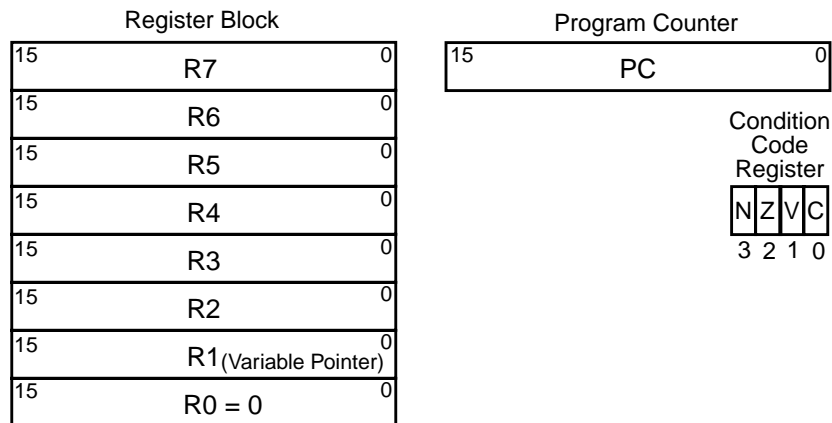 Register Block
15 R7 0
15 R6 0
15 R5 0
15 R4 0
15 R3 0
15 R2 0
15 R1(Variable Pointer) 0
15 R0 = 0 0
Program Counter
15 PC 0
Condition
Code
Register
N Z V C
3 2 1 0